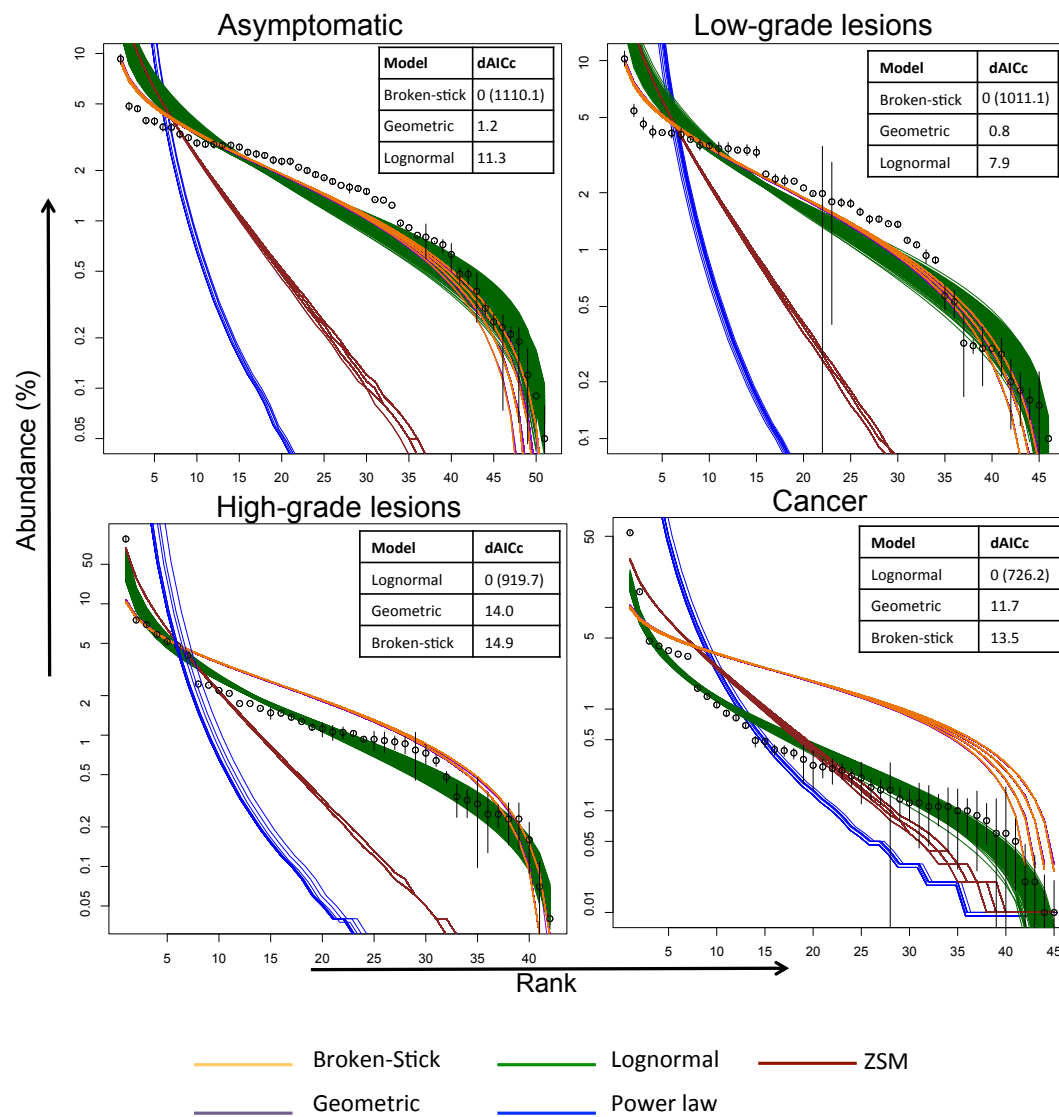 Asymptomatic
Low-grade lesions
Model dAICc
Broken-stick 0 (1110.1)
Geometric 1.2
Lognormal 11.3
Model dAICc
Broken-stick 0 (1011.1)
Geometric 0.8
Lognormal 7.9
10
5
2
1
0.5
0.2
0.1
0.05
5 10 15 20 25 30 35 40 45 50
10
5
2
1
0.5
0.2
0.1
5 10 15 20 25 30 35 40 45
Abundance (%)
High-grade lesions
Cancer
Model dAICc
Lognormal 0 (919.7)
Geometric 14.0
Broken-stick 14.9
Model dAICc
Lognormal 0 (726.2)
Geometric 11.7
Broken-stick 13.5
50
10
5
2
1
0.5
0.2
0.1
0.05
5 10 15 20 25 30 35 40
50
5
1
0.5
0.1
0.05
0.01
5 10 15 20 25 30 35 40 45
Rank
Broken-Stick Lognormal ZSM
Geometric Power law